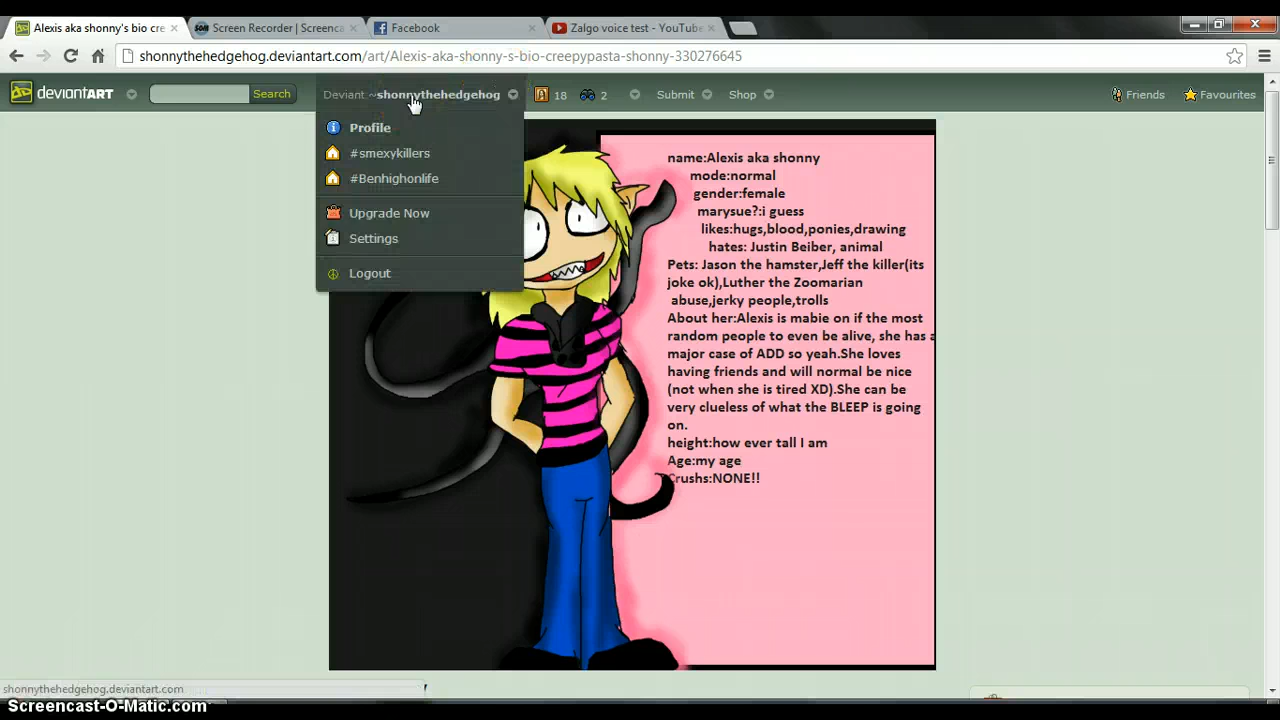 Alexis aka shonny's bio cre
Screen Recorder | Screenca
Facebook
Zalgo voice test - YouTube
shonnythehedgehog.deviantart.com/art/Alexis-aka-shonny-s-bio-creepypasta-shonny-330276645
deviantART
Search
Deviant: ~shonnythehedgehog
18
2
Submit
Shop
Friends
Favourites
Profile
#smexykillers
#Benhighonlife
Upgrade Now
Settings
Logout
name:Alexis aka shonny
mode:normal
gender:female
marysue?:i guess
likes:hugs,blood,ponies,drawing
hates: Justin Beiber, animal
Pets: Jason the hamster,Jeff the killer(its
joke ok),Luther the Zoomarian
abuse,jerky people,trolls
About her:Alexis is mabie on if the most
random people to even be alive, she has a
major case of ADD so yeah.She loves
having friends and will normal be nice
(not when she is tired XD).She can be
very clueless of what the BLEEP is going
on.
height:how ever tall I am
Age:my age
Crushs:NONE!!
shonnythehedgehog.deviantart.com
Screencast-O-Matic.com